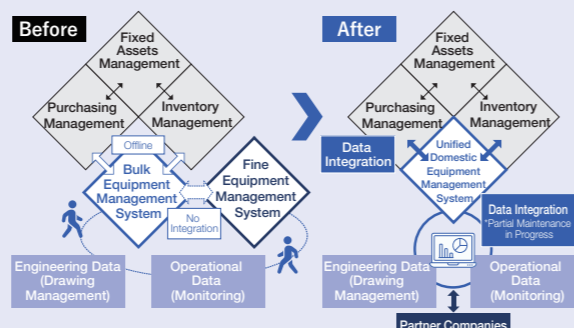 Before
Fixed
Assets
Management
Purchasing
Management
Inventory
Management
Offline
Bulk
Equipment
Management
System
Fine
Equipment
Management
System
No
Integration
Engineering Data
(Drawing
Management)
Operational
Data
(Monitoring)
After
Fixed
Assets
Management
Purchasing
Management
Inventory
Management
Data
Integration
Unified
Domestic
Equipment
Management
System
Data Integration
*Partial Maintenance
in Progress
Engineering Data
(Drawing
Management)
Operational
Data
(Monitoring)
Partner Companies